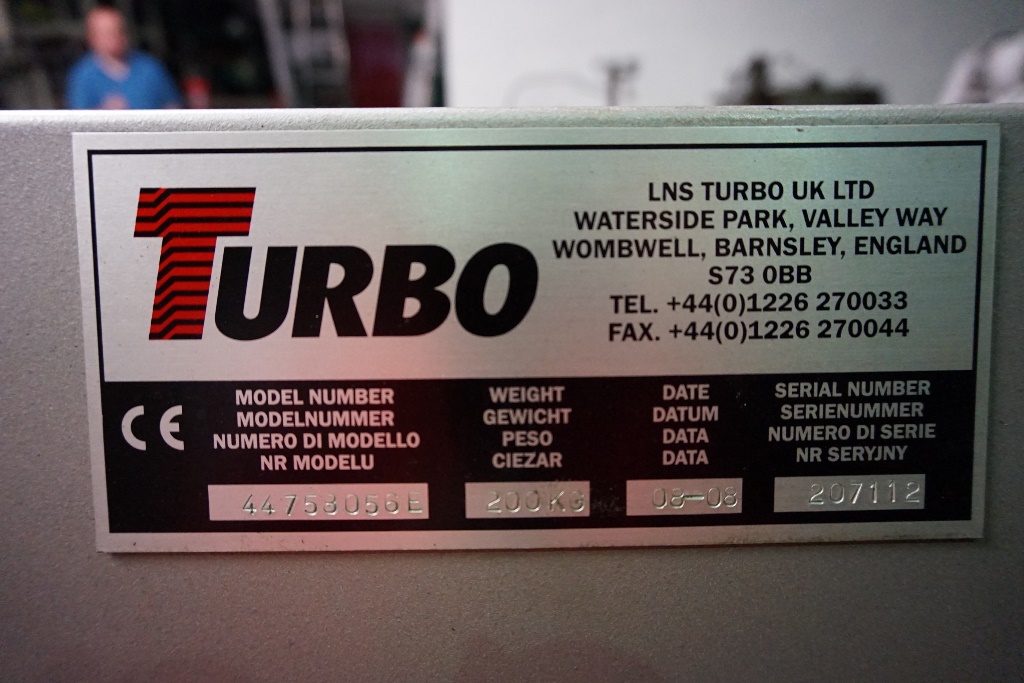 TURBO
LNS TURBO UK LTD
WATERSIDE PARK, VALLEY WAY
WOMBWELL, BARNSLEY, ENGLAND
S73 0BB
TEL. +44(0)1226 270033
FAX. +44(0)1226 270044
CE
MODEL NUMBER
MODELNUMMER
NUMERO DI MODELLO
NR MODELU
44758056E
WEIGHT
GEWICHT
PESO
CIEZAR
200KG
DATE
DATUM
DATA
DATA
08-08
SERIAL NUMBER
SERIENUMMER
NUMERO DI SERIE
NR SERYJNY
207112